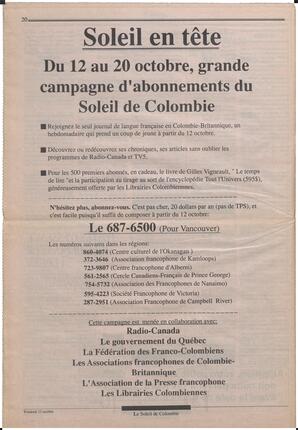 20
Soleil en tête
Du 12 au 20 octobre, grande
campagne d'abonnements du
Soleil de Colombie
■ Rejoignez le seul journal de langue française en Colombie-Britannique, un
hebdomadaire qui prend un coup de jeune à partir du 12 octobre.
■ Découvrez ou redécouvrez ses chroniques, ses articles sans oublier les
programmes de Radio-Canada et TV5.
■ Pour les 500 premiers abonnés, en cadeau, le livre de Gilles Vigneault, " Le temps
de lire "et la participation au tirage au sort de l'encyclopédie Tout l'Univers (595$),
généreusement offerte par les Librairies Colombiennes.
N'hésitez plus, abonnez-vous. C'est pas cher, 20 dollars par an (pas de TPS), et
c'est facile puisqu'il suffit de composer à partir du 12 octobre:
Le 687-6500 (Pour Vancouver)
Les numéros suivants dans les régions:
860-4074 (Centre culturel de l'Okanagan)
372-3646 (Association francophone de Kamloops)
723-9807 (Centre francophone d'Alberni)
561-2565 (Cercle Canadiens-Français de Prince George)
754-5732 (Association des Francophones de Nanaimo)
595-4223 (Société Francophone de Victoria)
287-2951 (Association Francophone de Campbell River)
Cette campagne est menée en collaboration avec:
Radio-Canada
Le gouvernement du Québec
La Fédération des Franco-Colombiens
Les Associations francophones de Colombie-
Britannique
L'Association de la Presse francophone
Les Librairies Colombiennes
Vendredi 12 octobre
Le Soleil de Colombie